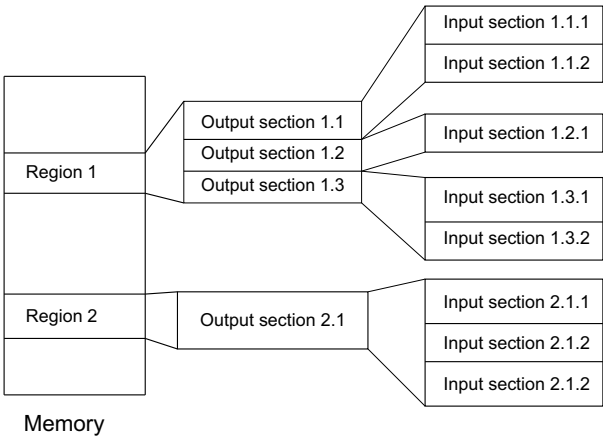 Input section 1.1.1
Input section 1.1.2
Output section 1.1
Input section 1.2.1
Output section 1.2
Region 1
Output section 1.3
Input section 1.3.1
Input section 1.3.2
Input section 2.1.1
Region 2
Output section 2.1
Input section 2.1.2
Input section 2.1.2
Memory